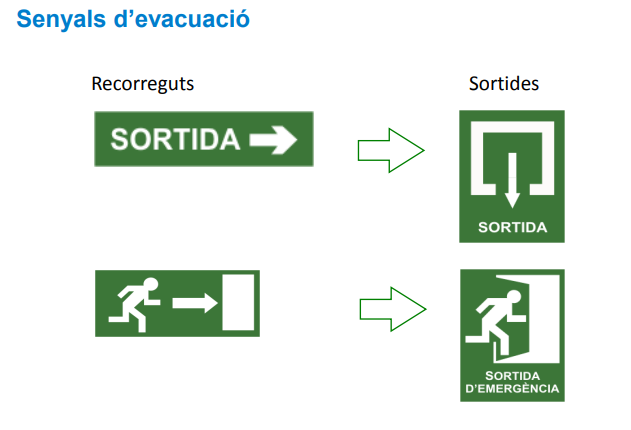 Senyals d’evacuació
Recorreguts
Sortides
SORTIDA
SORTIDA
SORTIDA
D'EMERGÈNCIA